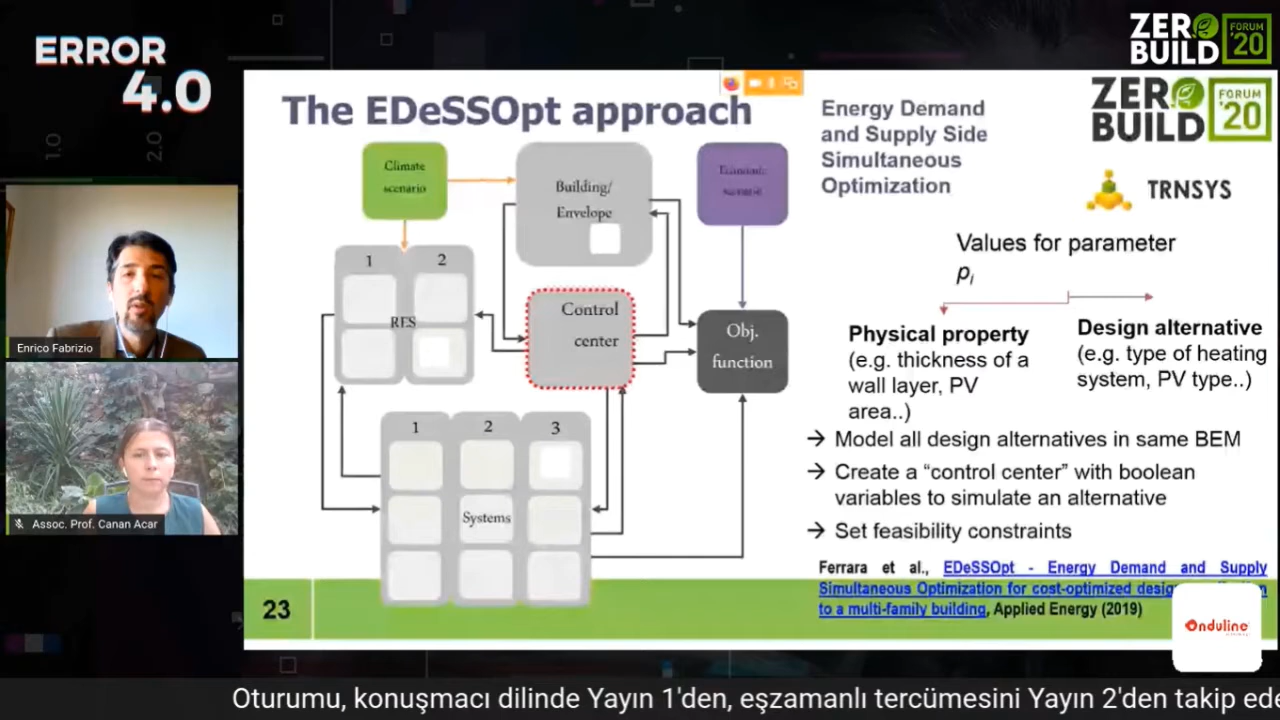 ERROR
4.0
1.0
2.0
ZERO
BUILD
FORUM
'20
The EDeSSOpt approach
Energy Demand
and Supply Side
Simultaneous
Optimization
ZERO
BUILD
FORUM
'20
TRNSYS
Climate
scenario
Building/
Envelope
Economic
scenario
1
2
RES
Control
center
Obj.
function
1
2
3
Systems
Values for parameter
pi
Physical property
(e.g. thickness of a
wall layer, PV
area..)
Design alternative
(e.g. type of heating
system, PV type..)
→ Model all design alternatives in same BEM
→ Create a “control center” with boolean
variables to simulate an alternative
→ Set feasibility constraints
Ferrara et al., EDeSSOpt - Energy Demand and Supply
Simultaneous Optimization for cost-optimized desig
to a multi-family building, Applied Energy (2019)
23
Onduline
Enrico Fabrizio
Assoc. Prof. Canan Acar
Oturumu, konuşmacı dilinde Yayın 1'den, eşzamanlı tercümesini Yayın 2'den takip ede